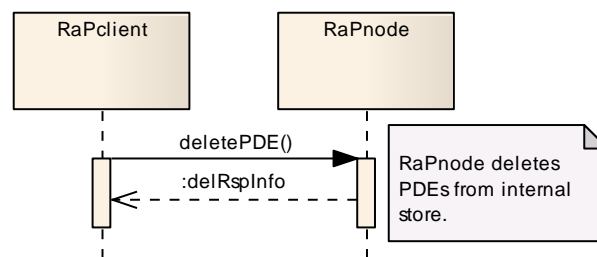 RaPclient
RaPnode
deletePDE()
:delRspInfo
RaPnode deletes
PDEs from internal
store.